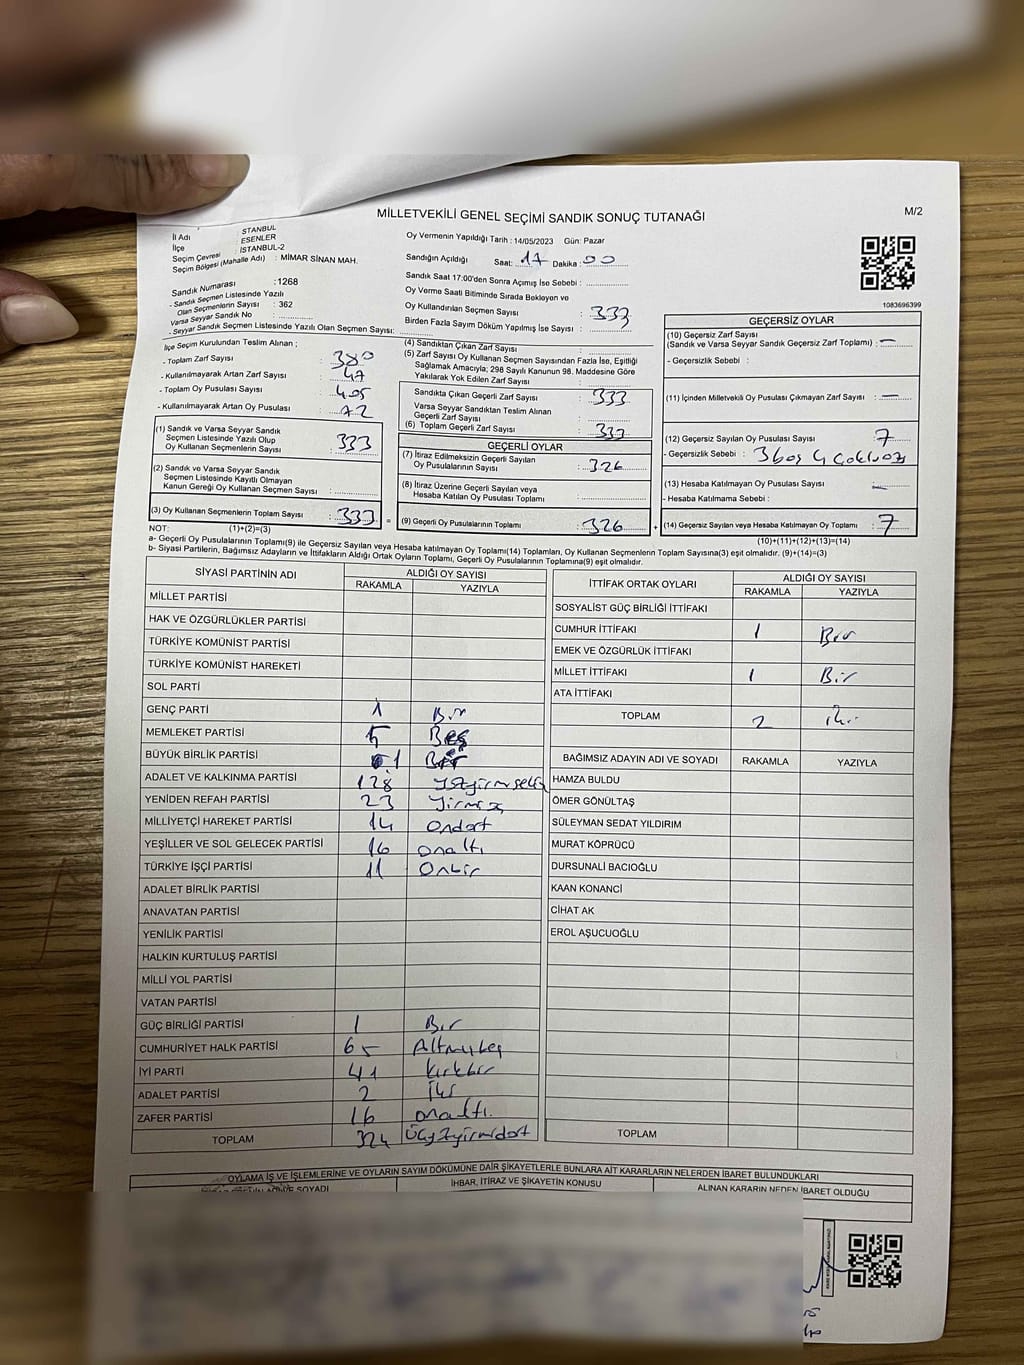 MİLLETVEKİLİ GENEL SEÇİMİ SANDIK SONUÇ TUTANAĞI
M/2
İl Adı : STANBUL
İlçe : ESENLER
Seçim Çevresi : İSTANBUL-2
Seçim Bölgesi (Mahalle Adı) : MİMAR SİNAN MAH.
Oy Vermenin Yapıldığı Tarih : 14/05/2023 Gün: Pazar
Sandığın Açıldığı Saat: 17 Dakika : 00
Sandık Saat 17:00'den Sonra Açımış İse Sebebi :
Oy Verme Saati Bitiminde Sırada Bekleyen ve
Oy Kullandırılan Seçmen Sayısı : 333
Birden Fazla Sayım Döküm Yapılmış İse Sayısı :
Sandık Numarası : 1268
- Sandık Seçmen Listesinde Yazılı
Olan Seçmenlerin Sayısı : 362
Varsa Seyyar Sandık No :
- Seyyar Sandık Seçmen Listesinde Yazılı Olan Seçmen Sayısı:
1083696399
İlçe Seçim Kurulundan Teslim Alınan ;
- Toplam Zarf Sayısı : 380
- Kullanılmayarak Artan Zarf Sayısı : 47
- Toplam Oy Pusulası Sayısı : 405
- Kullanılmayarak Artan Oy Pusulası : 72
(1) Sandık ve Varsa Seyyar Sandık
Seçmen Listesinde Yazılı Olup
Oy Kullanan Seçmenlerin Sayısı : 333
(2) Sandık ve Varsa Seyyar Sandık
Seçmen Listesinde Kayıtlı Olmayan
Kanun Gereği Oy Kullanan Seçmen Sayısı :
(3) Oy Kullanan Seçmenlerin Toplam Sayısı : 333
(4) Sandıktan Çıkan Zarf Sayısı :
(5) Zarf Sayısı Oy Kullanan Seçmen Sayısından Fazla İse, Eşitliği
Sağlamak Amacıyla; 298 Sayılı Kanunun 98. Maddesine Göre
Yakılarak Yok Edilen Zarf Sayısı :
Sandıkta Çıkan Geçerli Zarf Sayısı : 333
Varsa Seyyar Sandıktan Teslim Alınan
Geçerli Zarf Sayısı :
(6) Toplam Geçerli Zarf Sayısı : 333
GEÇERLİ OYLAR
(7) İtiraz Edilmeksizin Geçerli Sayılan
Oy Pusulalarının Sayısı : 326
(8) İtiraz Üzerine Geçerli Sayılan veya
Hesaba Katılan Oy Pusulası Toplamı :
= (9) Geçerli Oy Pusulalarının Toplamı : 326 +
GEÇERSİZ OYLAR
(10) Geçersiz Zarf Sayısı
(Sandık ve Varsa Seyyar Sandık Geçersiz Zarf Toplamı) : —
- Geçersizlik Sebebi :
(11) İçinden Milletvekili Oy Pusulası Çıkmayan Zarf Sayısı : —
(12) Geçersiz Sayılan Oy Pusulası Sayısı : 7
- Geçersizlik Sebebi : 3 boş 4
(13) Hesaba Katılmayan Oy Pusulası Sayısı : —
- Hesaba Katılmama Sebebi :
(14) Geçersiz Sayılan veya Hesaba Katılmayan Oy Toplamı : 7
NOT: (1)+(2)=(3)
(10)+(11)+(12)+(13)=(14)
a- Geçerli Oy Pusulalarının Toplamı(9) ile Geçersiz Sayılan veya Hesaba katılmayan Oy Toplamı(14) Toplamları, Oy Kullanan Seçmenlerin Toplam Sayısına(3) eşit olmalıdır. (9)+(14)=(3)
b- Siyasi Partilerin, Bağımsız Adayların ve İttifakların Aldığı Ortak Oyların Toplamı, Geçerli Oy Pusulalarının Toplamına(9) eşit olmalıdır.
SİYASİ PARTİNİN ADI ALDIĞI OY SAYISI
RAKAMLA YAZIYLA
MİLLET PARTİSİ
HAK VE ÖZGÜRLÜKLER PARTİSİ
TÜRKİYE KOMÜNİST PARTİSİ
TÜRKİYE KOMÜNİST HAREKETİ
SOL PARTİ
GENÇ PARTİ 1 Bir
MEMLEKET PARTİSİ 5 Beş
BÜYÜK BİRLİK PARTİSİ 1 Bir
ADALET VE KALKINMA PARTİSİ 128
YENİDEN REFAH PARTİSİ 23
MİLLİYETÇİ HAREKET PARTİSİ 14 Ondört
YEŞİLLER VE SOL GELECEK PARTİSİ 16 onaltı
TÜRKİYE İŞÇİ PARTİSİ 11 Onbir
ADALET BİRLİK PARTİSİ
ANAVATAN PARTİSİ
YENİLİK PARTİSİ
HALKIN KURTULUŞ PARTİSİ
MİLLİ YOL PARTİSİ
VATAN PARTİSİ
GÜÇ BİRLİĞİ PARTİSİ 1 Bir
CUMHURİYET HALK PARTİSİ 65 Altmışbeş
İYİ PARTİ 41 kırkbir
ADALET PARTİSİ 2 iki
ZAFER PARTİSİ 16 onaltı.
TOPLAM 324 Üçyüzyirmidört
İTTİFAK ORTAK OYLARI ALDIĞI OY SAYISI
RAKAMLA YAZIYLA
SOSYALİST GÜÇ BİRLİĞİ İTTİFAKI
CUMHUR İTTİFAKI 1 Bir
EMEK VE ÖZGÜRLÜK İTTİFAKI
MİLLET İTTİFAKI 1 Bir
ATA İTTİFAKI
TOPLAM 2 iki
BAĞIMSIZ ADAYIN ADI VE SOYADI RAKAMLA YAZIYLA
HAMZA BULDU
ÖMER GÖNÜLTAŞ
SÜLEYMAN SEDAT YILDIRIM
MURAT KÖPRÜCÜ
DURSUNALİ BACIOĞLU
KAAN KONANCİ
CİHAT AK
EROL AŞUCUOĞLU
TOPLAM
OYLAMA İŞ VE İŞLEMLERİNE VE OYLARIN SAYIM DÖKÜMÜNE DAİR ŞİKAYETLERLE BUNLARA AİT KARARLARIN NELERDEN İBARET BULUNDUKLARI
ADI VE SOYADI İHBAR, İTİRAZ VE ŞİKAYETİN KONUSU ALINAN KARARIN NEDEN İBARET OLDUĞU